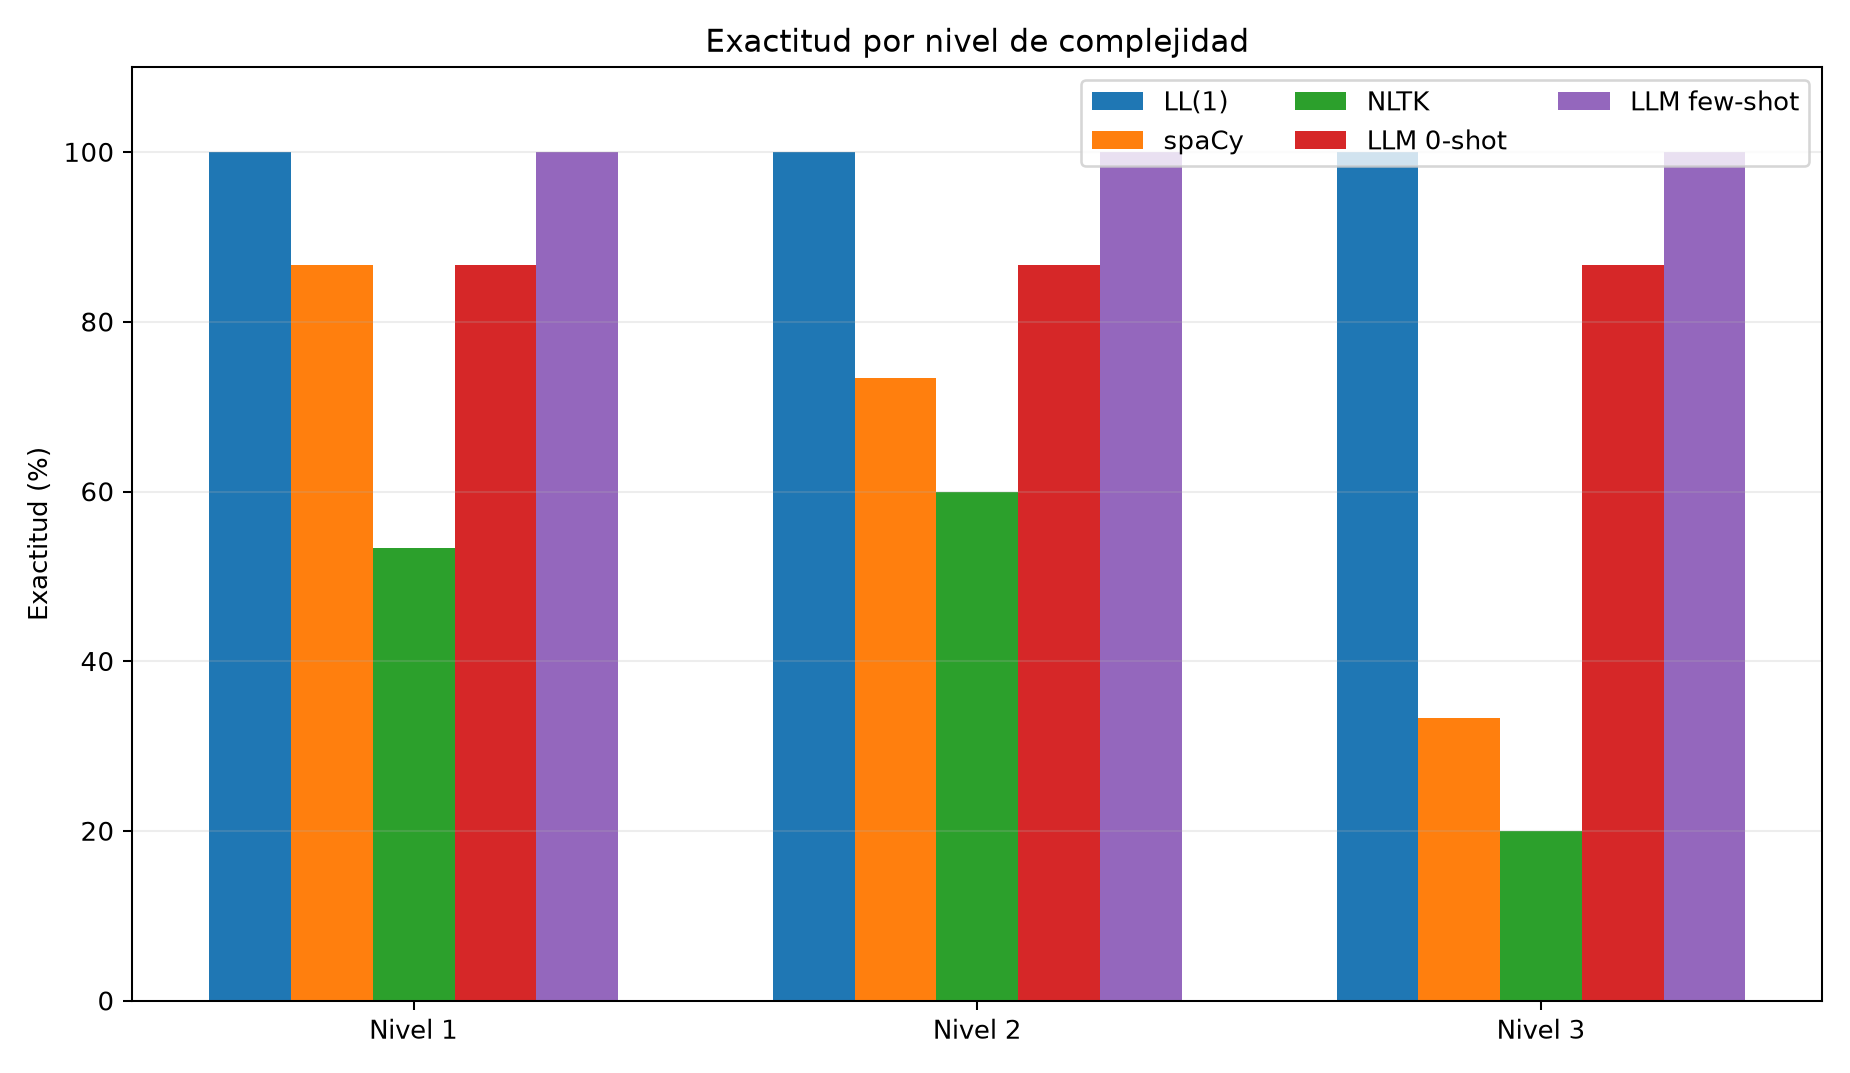 Exactitud por nivel de complejidad
LL(1)
spaCy
NLTK
LLM 0-shot
LLM few-shot
Exactitud (%)
100
80
60
40
20
0
Nivel 1
Nivel 2
Nivel 3